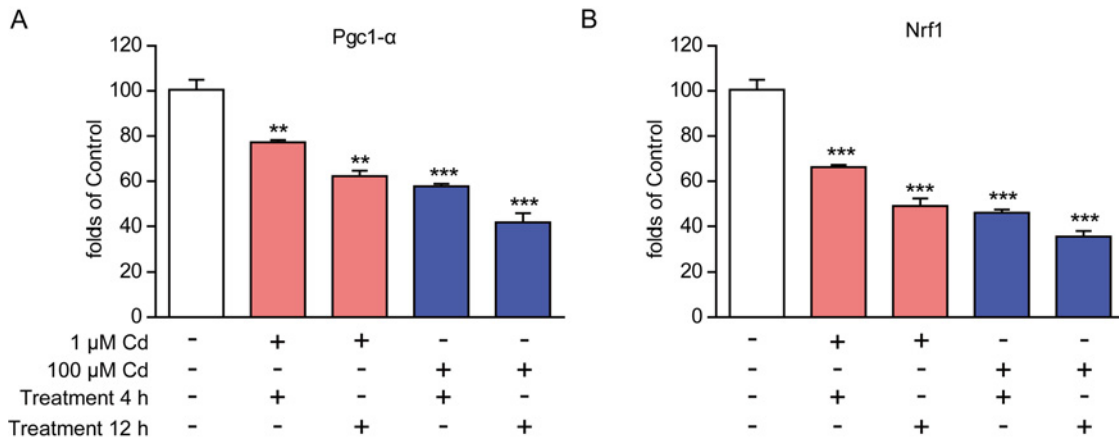 A
Pgc1-α
folds of Control
120
100
80
60
40
20
0
**
**
***
***
1 µM Cd - + + - -
100 µM Cd - - - + +
Treatment 4 h - + - + -
Treatment 12 h - - + - +
B
Nrf1
folds of Control
120
100
80
60
40
20
0
***
***
***
***
- + + - -
- - - + +
- + - + -
- - + - +